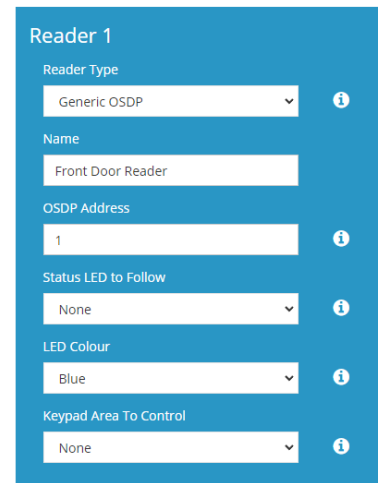 Reader 1
Reader Type
Generic OSDP
Name
Front Door Reader
OSDP Address
1
Status LED to Follow
None
LED Colour
Blue
Keypad Area To Control
None